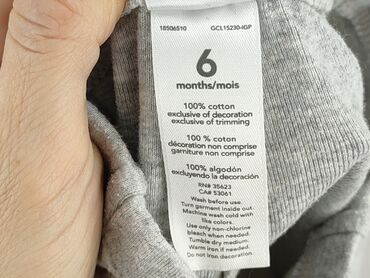 18506510 GCL15230-IGP
6
months/mois
100% cotton
exclusive of decoration
exclusive of trimming
100 % coton
décoration non comprise
garniture non comprise
100% algodón
excluyendo la decoración
RN# 35623
CA# 53061
Wash before use.
Turn garment inside out.
Machine wash cold with
like colors.
Use only non-chlorine
bleach when needed.
Tumble dry medium.
Warm iron if needed.
Do not iron decoration.